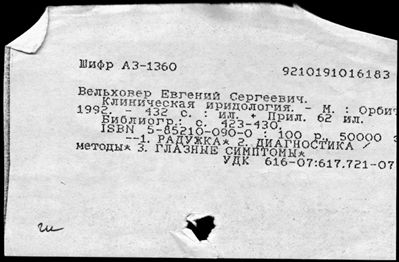 Шифр АЗ-1360
9210191016183
Вельховер Евгений Сергеевич.
Клиническая иридология. - М. : Орбит
1992. - 432 с. : ил. + Прил. 62 ил.
Библиогр.: с. 423-430.
ISBN 5-85210-090-0 : 100 р., 50000 э
--1. РАДУЖКА* 2. ДИАГНОСТИКА /
методы* 3. ГЛАЗНЫЕ СИМПТОМЫ*
УДК 616-07:617.721-07